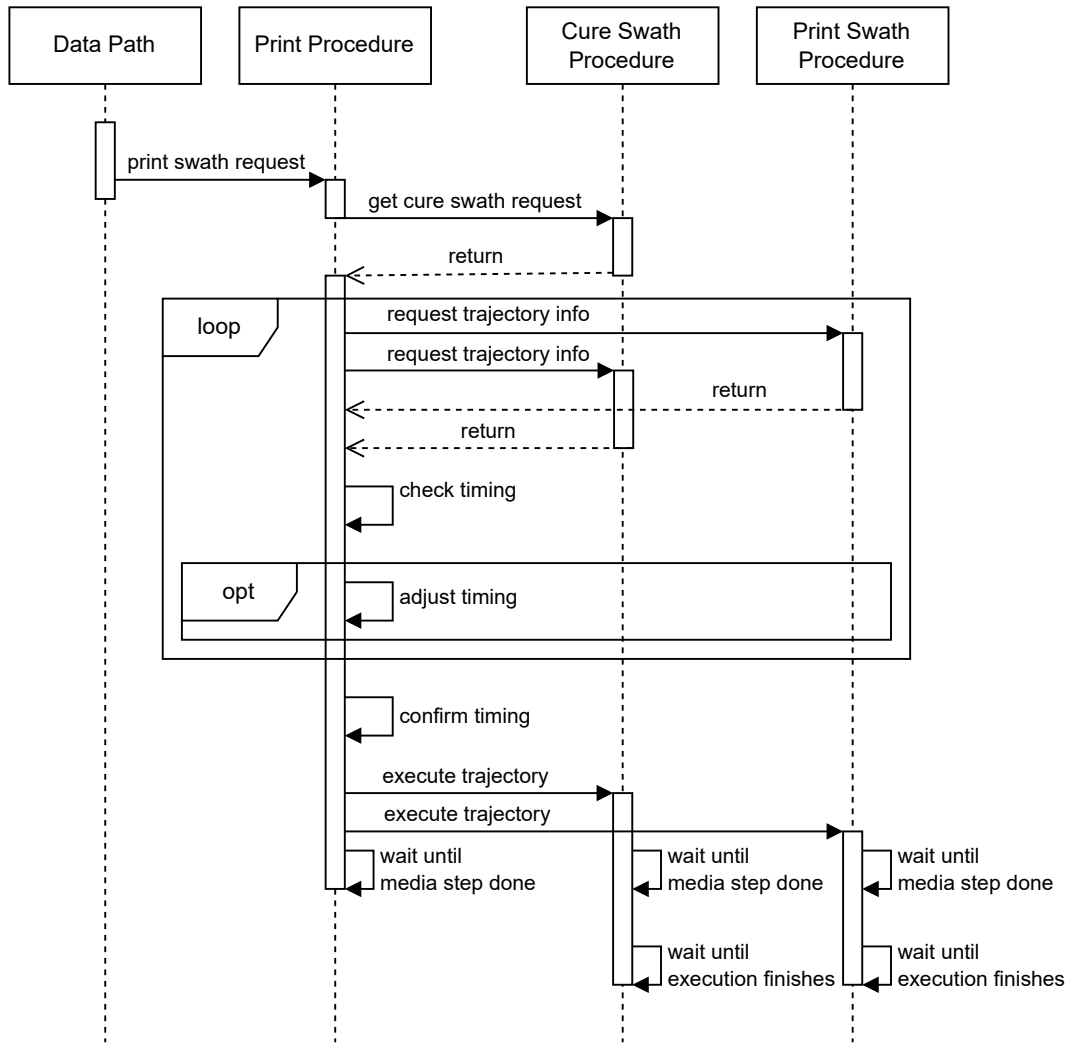 Data Path
Print Procedure
Cure Swath
Procedure
Print Swath
Procedure
print swath request
get cure swath request
return
loop
request trajectory info
request trajectory info
return
return
check timing
opt
adjust timing
confirm timing
execute trajectory
execute trajectory
wait until
media step done
wait until
media step done
wait until
media step done
wait until
execution finishes
wait until
execution finishes